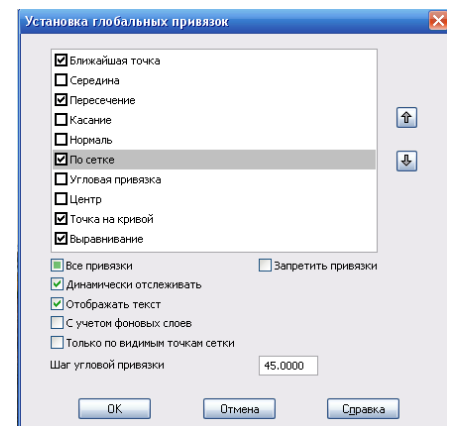 Установка глобальных привязок
Ближайшая точка
Середина
Пересечение
Касание
Нормаль
По сетке
Угловая привязка
Центр
Точка на кривой
Выравнивание
Все привязки Запретить привязки
Динамически отслеживать
Отображать текст
С учетом фоновых слоев
Только по видимым точкам сетки
Шаг угловой привязки 45.0000
OK Отмена Справка